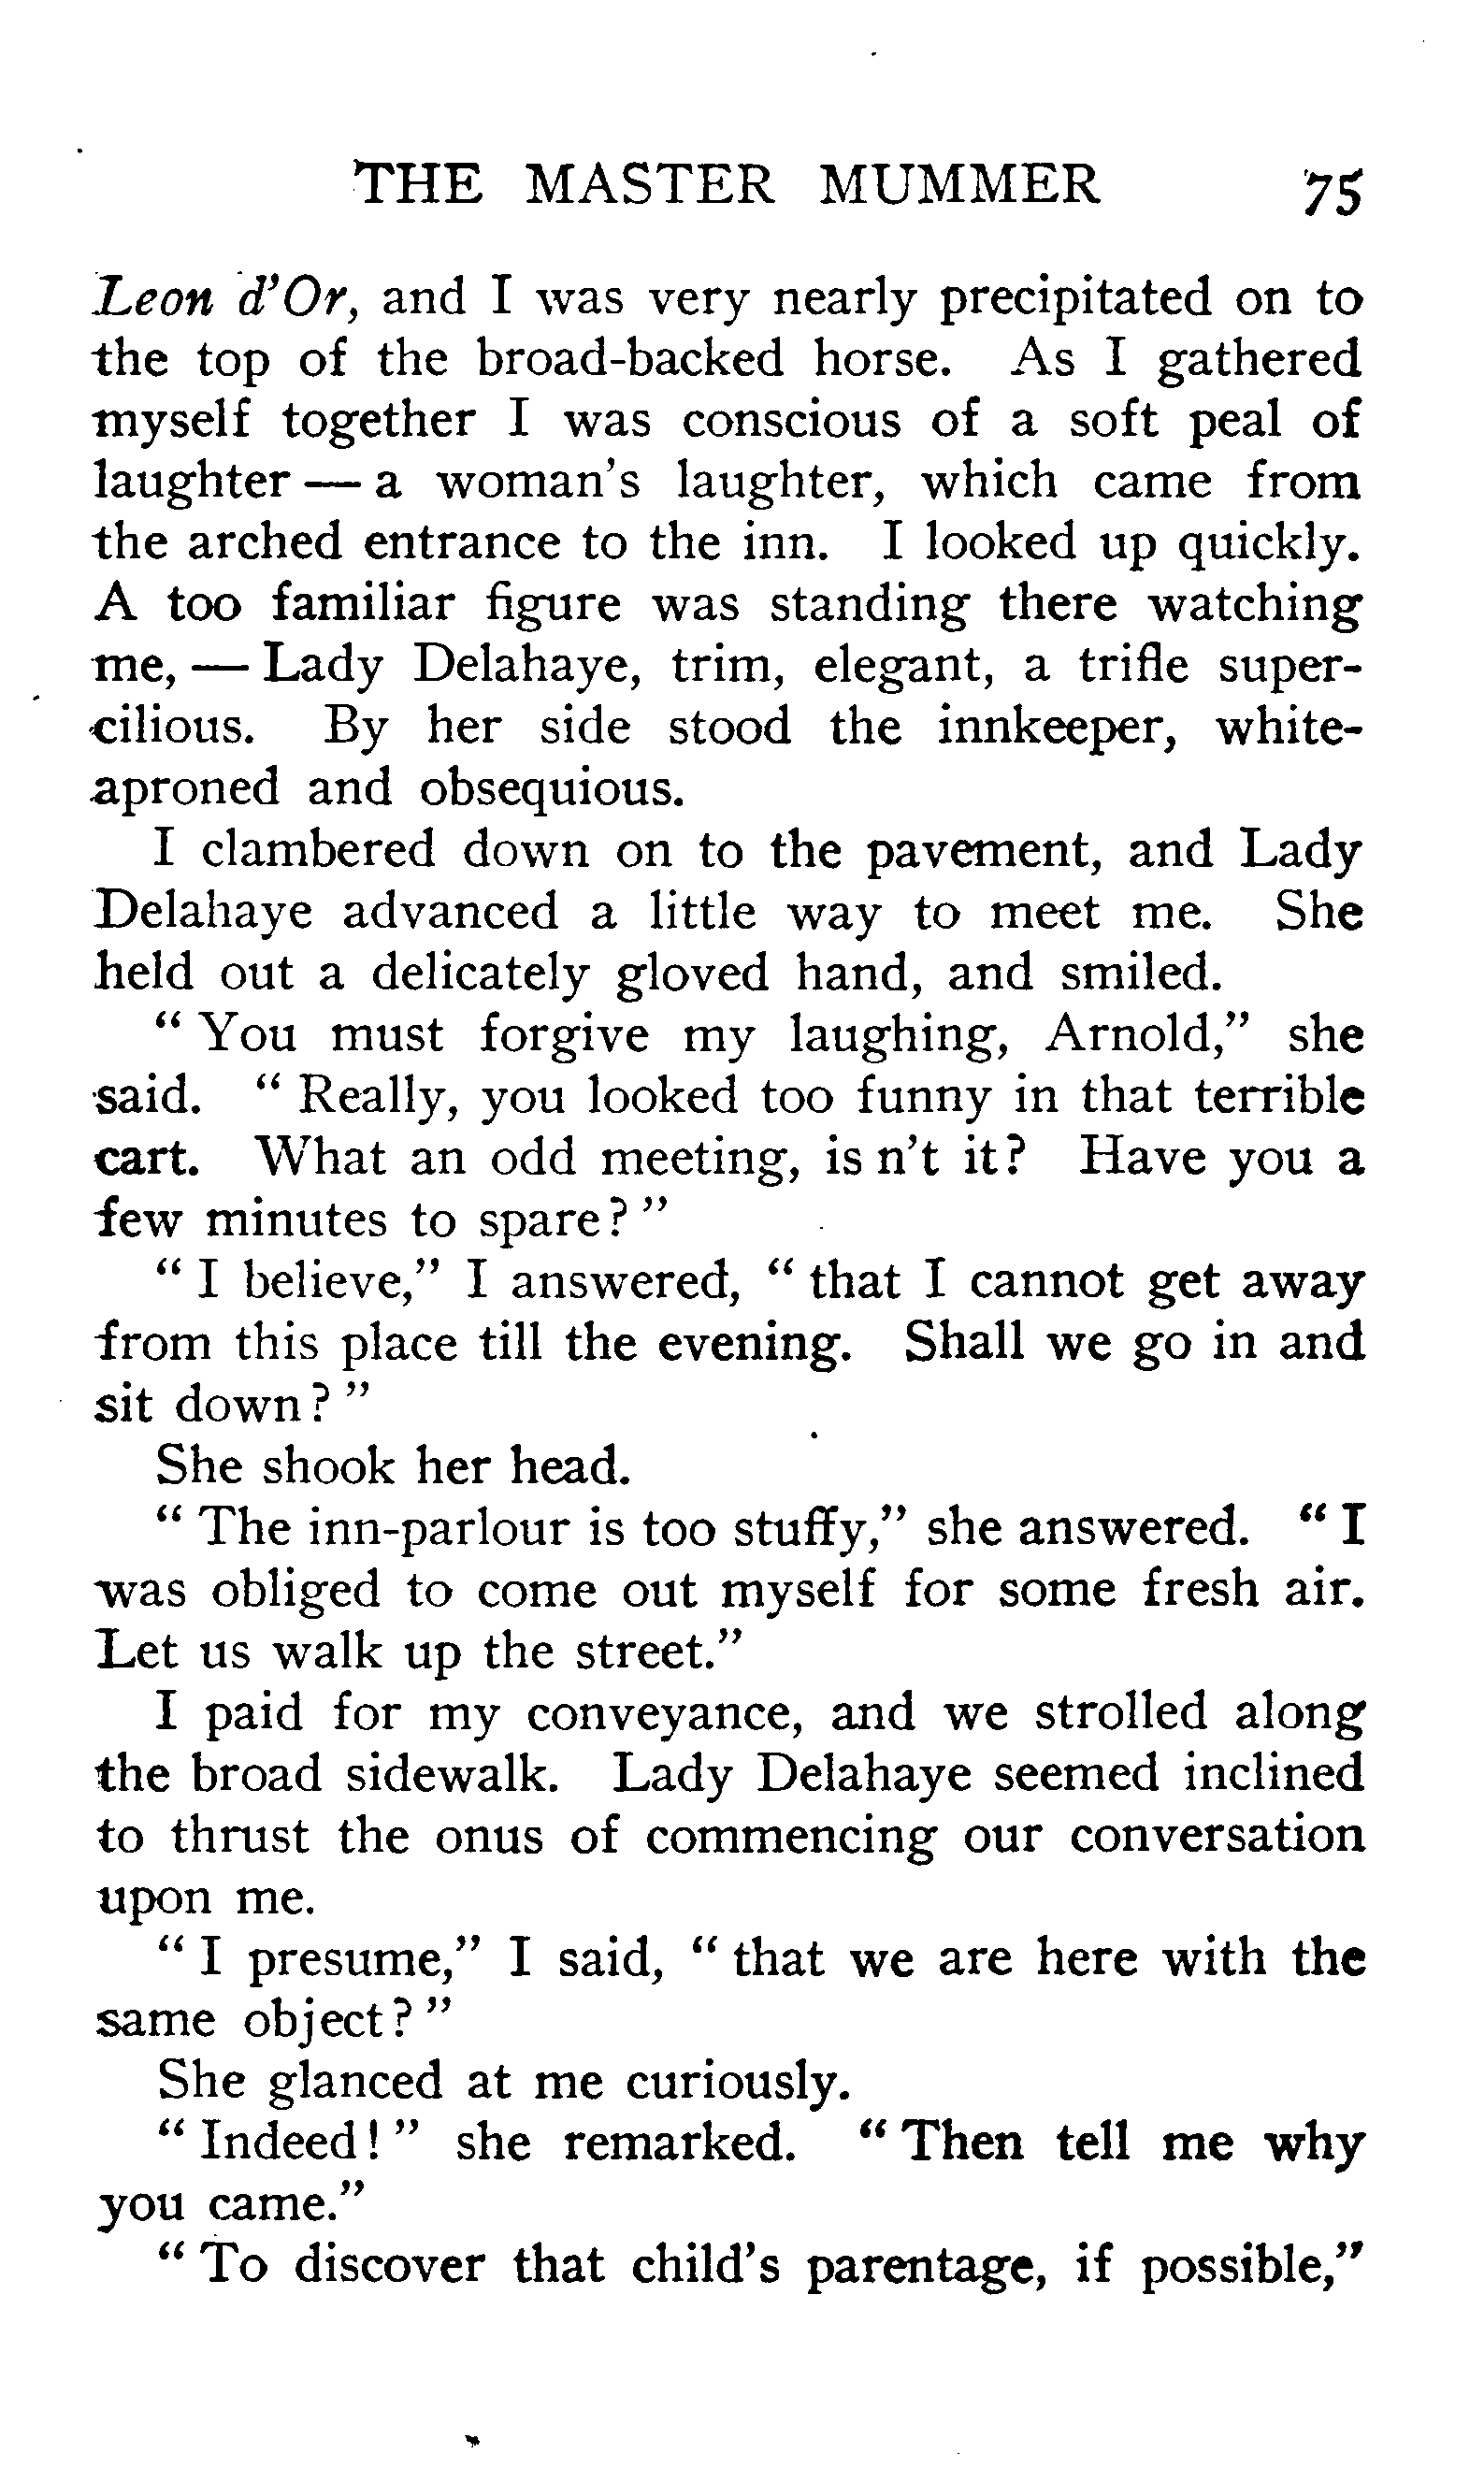 THE MASTER MUMMER 75
Leon d'Or, and I was very nearly precipitated on to
the top of the broad-backed horse. As I gathered
myself together I was conscious of a soft peal of
laughter — a woman's laughter, which came from
the arched entrance to the inn. I looked up quickly.
A too familiar figure was standing there watching
me, — Lady Delahaye, trim, elegant, a trifle super-
cilious. By her side stood the innkeeper, white-
aproned and obsequious.
I clambered down on to the pavement, and Lady
Delahaye advanced a little way to meet me. She
held out a delicately gloved hand, and smiled.
“ You must forgive my laughing, Arnold,” she
said. “ Really, you looked too funny in that terrible
cart. What an odd meeting, is n't it? Have you a
few minutes to spare? ”
“ I believe,” I answered, “ that I cannot get away
from this place till the evening. Shall we go in and
sit down? ”
She shook her head.
“ The inn-parlour is too stuffy,” she answered. “ I
was obliged to come out myself for some fresh air.
Let us walk up the street.”
I paid for my conveyance, and we strolled along
the broad sidewalk. Lady Delahaye seemed inclined
to thrust the onus of commencing our conversation
upon me.
“ I presume,” I said, “ that we are here with the
same object? ”
She glanced at me curiously.
“ Indeed! ” she remarked. “ Then tell me why
you came.”
“ To discover that child's parentage, if possible,”